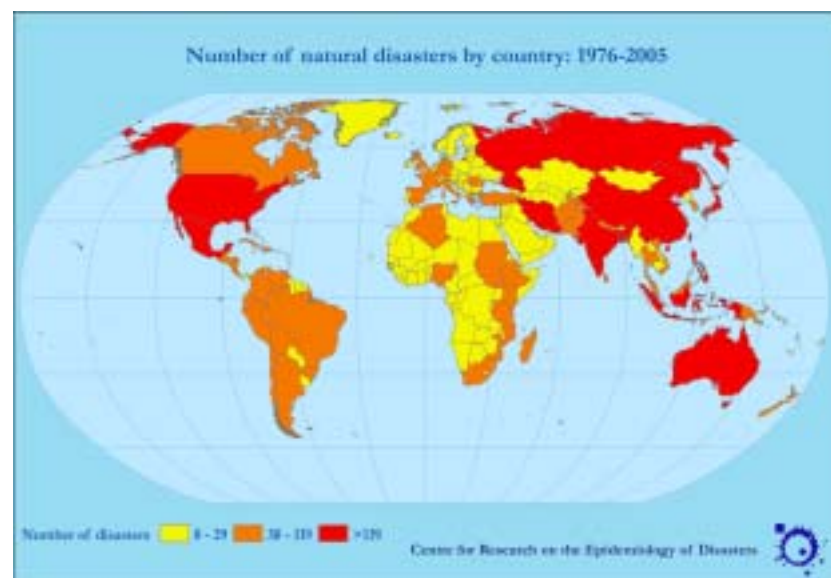 Number of natural disasters by country: 1976-2005
Number of disasters
Centre for Research on the Epidemiology of Disasters